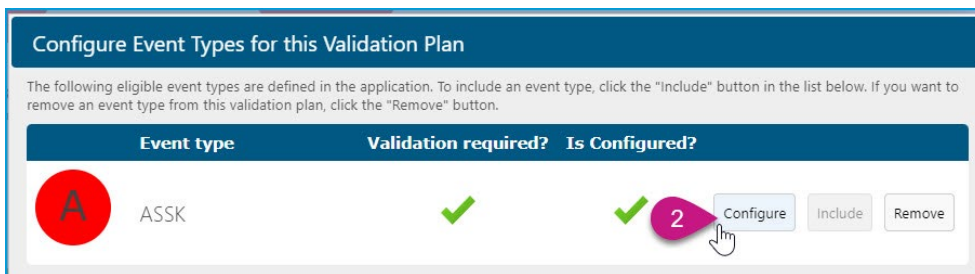 Configure Event Types for this Validation Plan
The following eligible event types are defined in the application. To include an event type, click the "Include" button in the list below. If you want to
remove an event type from this validation plan, click the "Remove" button.
Event type Validation required? Is Configured?
A ASSK 2 Configure Include Remove